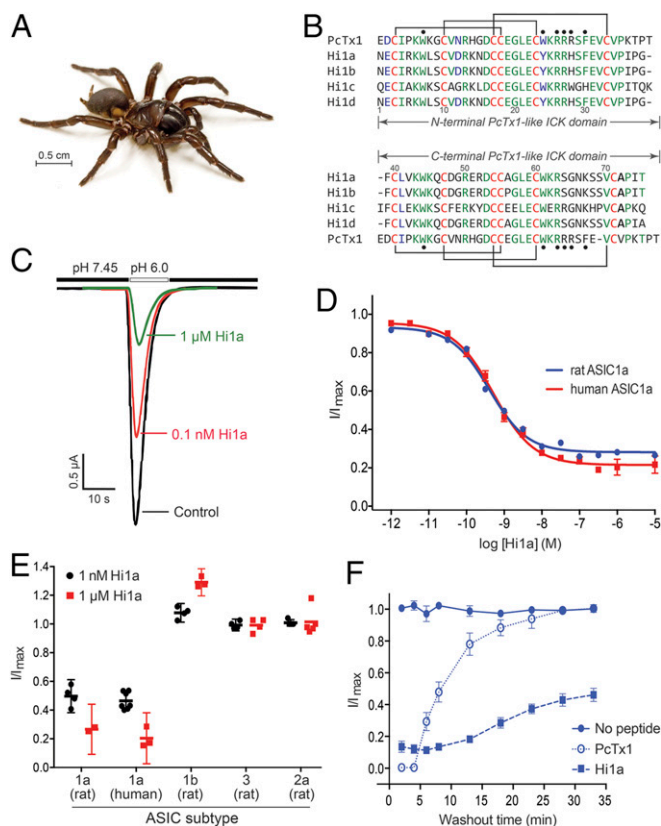 A
0.5 cm
B
PcTx1 EDCIPKWKGCVNRHGDCCEGLECWKRRRSFEVCVPKTPT
Hi1a NECIRKWLSCVDRKNDCCEGLECYKRRHSFEVCVPIPG-
Hi1b NECIRKWLSCVDRKNDCCEGLECYKRRHSFEVCVPIPG-
Hi1c QECIRKWKSCAGRKLDCCEGLECWKRRWGHEVCVPITQK
Hi1d NECIRKWLSCVDRKNDCCEGLECYKRRHSFEVCVPIPG-
1 10 20 30
N-terminal PcTx1-like ICK domain
C-terminal PcTx1-like ICK domain
40 50 60 70
Hi1a -FCLVKWKQCDGRERDCCAGLECWKRSGNKSSVCAPIT
Hi1b -FCLVKWKQCDGRERDCCPGLECWKRSGNKSSVCAPIT
Hi1c IFCLEKWLSCFERKYDCEELECWERRGNKHPVCAPKQ
Hi1d -FCLVKWKQCDGRERDCCAGLECWKRSGNKSSVCAPIA
PcTx1 EDCIPKWKGCVNRHGDCCEGLECWKRRRSFE-VCVPKTPT
C
pH 7.45 pH 6.0
1 µM Hi1a
0.1 nM Hi1a
0.5 µA
10 s
Control
D
I/Imax
1.0
0.8
0.6
0.4
0.2
0.0
rat ASIC1a
human ASIC1a
-12 -11 -10 -9 -8 -7 -6 -5
log [Hi1a] (M)
E
1 nM Hi1a
1 µM Hi1a
I/Imax
1.4
1.2
1.0
0.8
0.6
0.4
0.2
0.0
1a 1a 1b 3 2a
(rat) (human) (rat) (rat) (rat)
ASIC subtype
F
I/Imax
1.0
0.8
0.6
0.4
0.2
0.0
No peptide
PcTx1
Hi1a
0 5 10 15 20 25 30 35
Washout time (min)